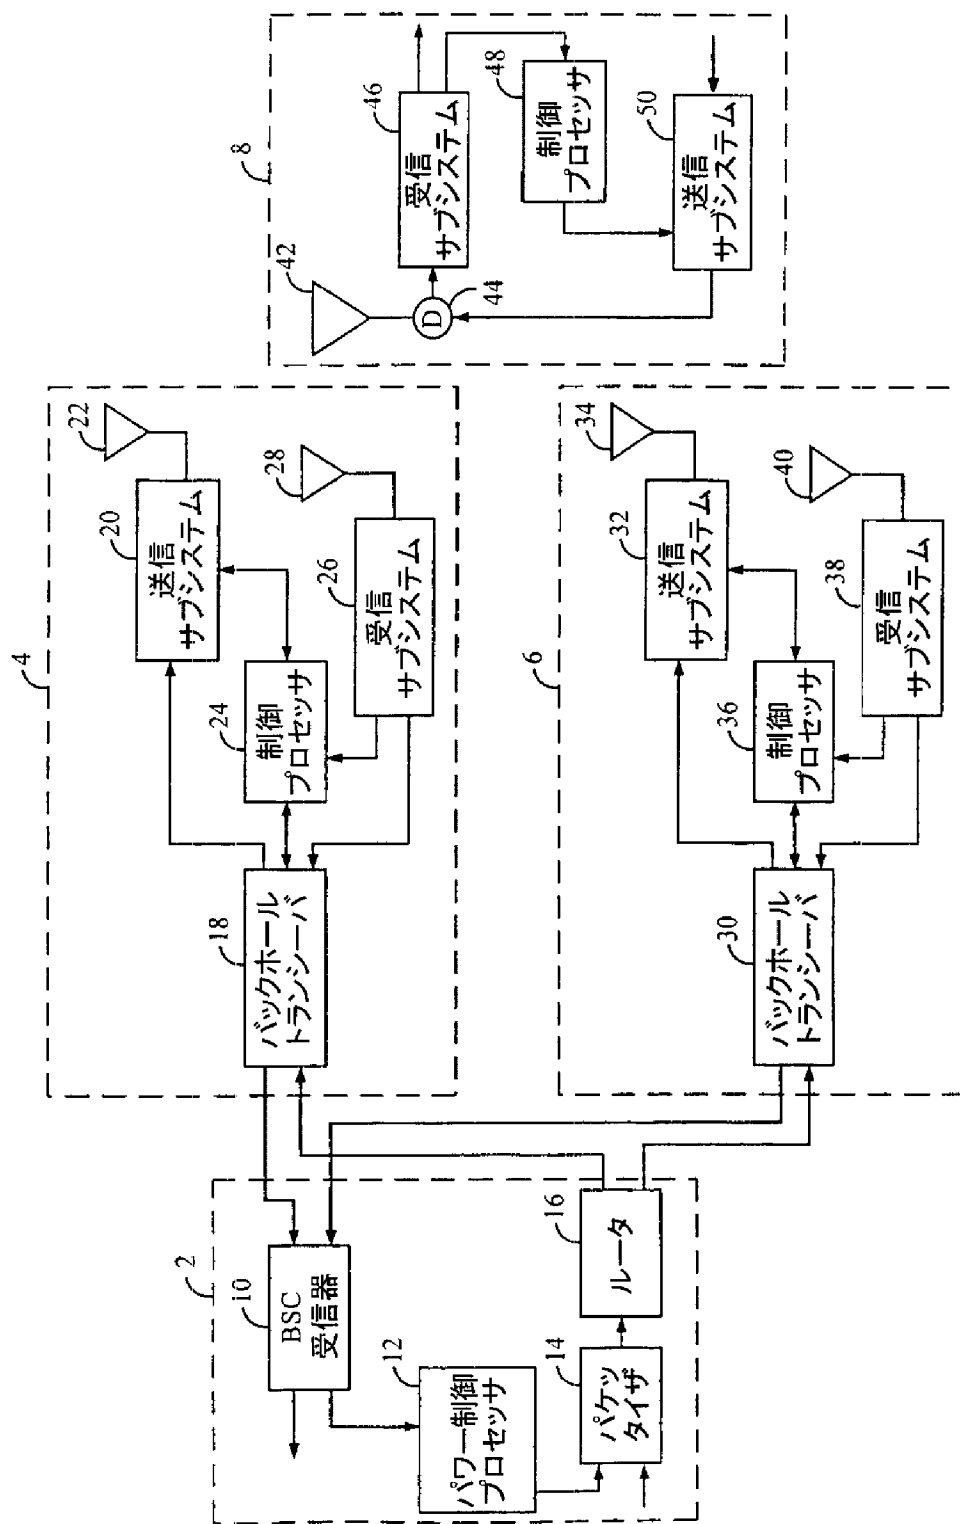 2
10
BSC
受信器
12
パワー制御
プロセッサ
14
パケッ
タイザ
16
ルータ
4
18
バックホール
トランシーバ
20
送信
サブシステム
22
24
制御
プロセッサ
26
受信
サブシステム
28
6
30
バックホール
トランシーバ
32
送信
サブシステム
34
36
制御
プロセッサ
38
受信
サブシステム
40
8
42
D
44
46
受信
サブシステム
48
制御
プロセッサ
50
送信
サブシステム